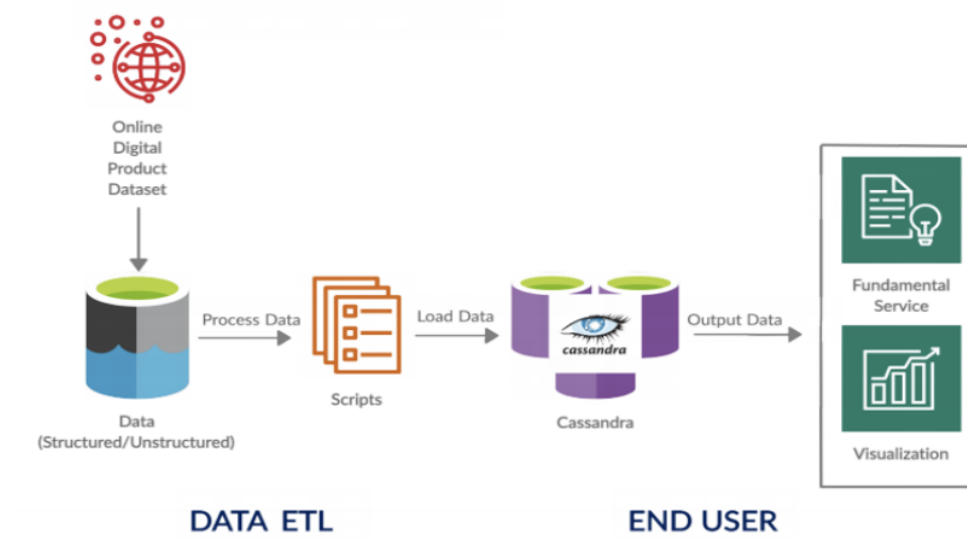 Online
Digital
Product
Dataset
Process Data
Load Data
Output Data
cassandra
Data
(Structured/Unstructured)
Scripts
Cassandra
Fundamental
Service
Visualization
DATA ETL
END USER